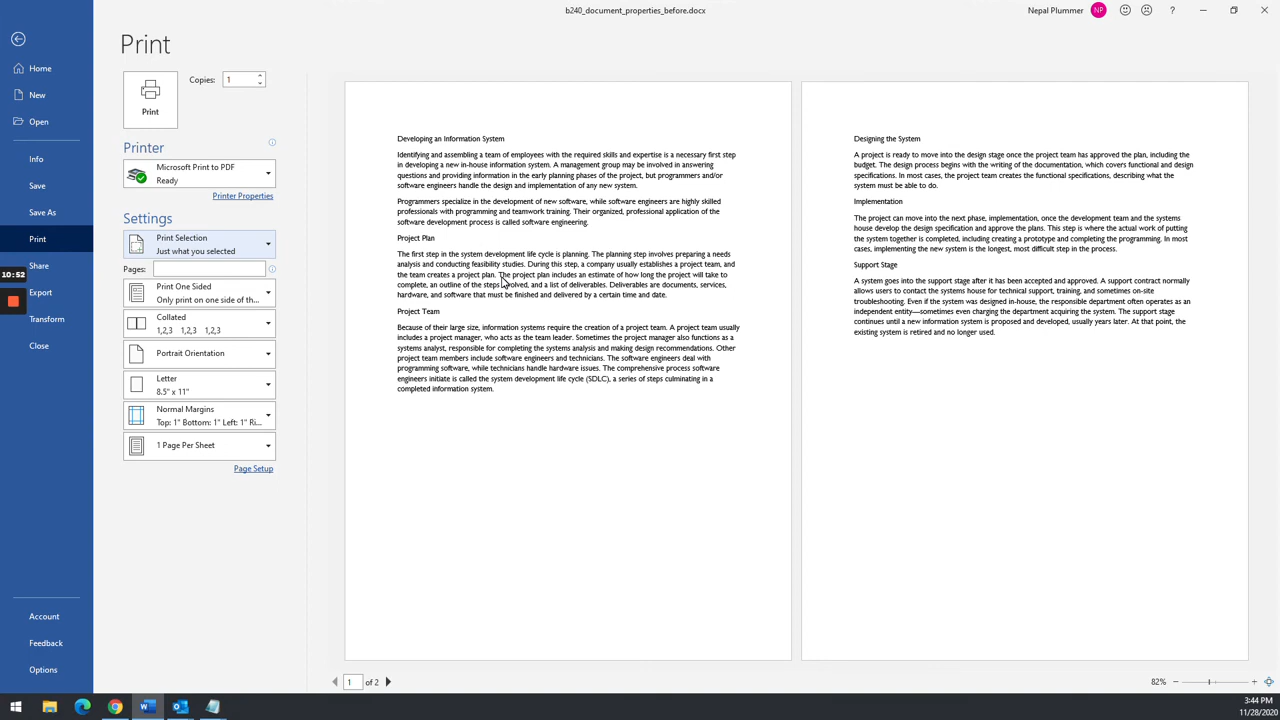 b240_document_properties_before.docx
Nepal Plummer
NP
?
Print
Home
New
Open
Info
Save
Save As
Print
Share
10:52
Export
Transform
Close
Account
Feedback
Options
Print
Copies: 1
Printer
Microsoft Print to PDF
Ready
Printer Properties
Settings
Print Selection
Just what you selected
Pages:
Print One Sided
Only print on one side of th...
Collated
1,2,3 1,2,3 1,2,3
Portrait Orientation
Letter
8.5" x 11"
Normal Margins
Top: 1" Bottom: 1" Left: 1" Ri...
1 Page Per Sheet
Page Setup
Developing an Information System
Identifying and assembling a team of employees with the required skills and expertise is a necessary first step
in developing a new in-house information system. A management group may be involved in answering
questions and providing information in the early planning phases of the project, but programmers and/or
software engineers handle the design and implementation of any new system.
Programmers specialize in the development of new software, while software engineers are highly skilled
professionals with programming and teamwork training. Their organized, professional application of the
software development process is called software engineering.
Project Plan
The first step in the system development life cycle is planning. The planning step involves preparing a needs
analysis and conducting feasibility studies. During this step, a company usually establishes a project team, and
the team creates a project plan. The project plan includes an estimate of how long the project will take to
complete, an outline of the steps involved, and a list of deliverables. Deliverables are documents, services,
hardware, and software that must be finished and delivered by a certain time and date.
Project Team
Because of their large size, information systems require the creation of a project team. A project team usually
includes a project manager, who acts as the team leader. Sometimes the project manager also functions as a
systems analyst, responsible for completing the systems analysis and making design recommendations. Other
project team members include software engineers and technicians. The software engineers deal with
programming software, while technicians handle hardware issues. The comprehensive process software
engineers initiate is called the system development life cycle (SDLC), a series of steps culminating in a
completed information system.
Designing the System
A project is ready to move into the design stage once the project team has approved the plan, including the
budget. The design process begins with the writing of the documentation, which covers functional and design
specifications. In most cases, the project team creates the functional specifications, describing what the
system must be able to do.
Implementation
The project can move into the next phase, implementation, once the development team and the systems
house develop the design specification and approve the plans. This step is where the actual work of putting
the system together is completed, including creating a prototype and completing the programming. In most
cases, implementing the new system is the longest, most difficult step in the process.
Support Stage
A system goes into the support stage after it has been accepted and approved. A support contract normally
allows users to contact the systems house for technical support, training, and sometimes on-site
troubleshooting. Even if the system was designed in-house, the responsible department often operates as an
independent entity—sometimes even charging the department acquiring the system. The support stage
continues until a new information system is proposed and developed, usually years later. At that point, the
existing system is retired and no longer used.
1 of 2
82%
3:44 PM
11/28/2020